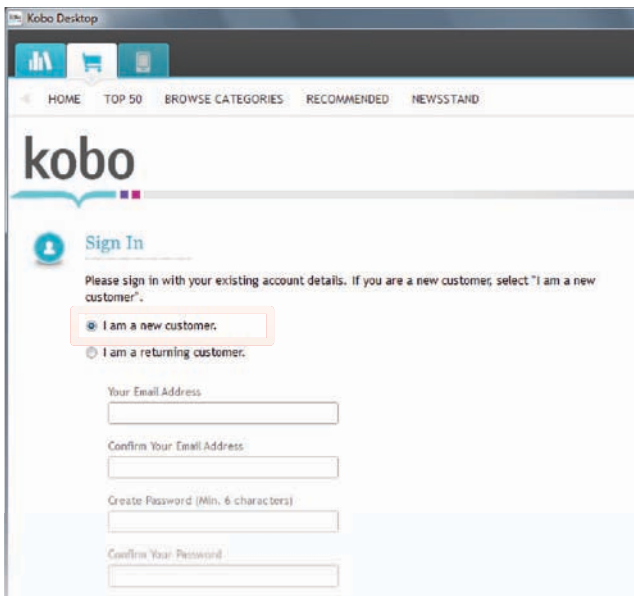 Kobo Desktop
HOME TOP 50 BROWSE CATEGORIES RECOMMENDED NEWSSTAND
kobo
Sign In
Please sign in with your existing account details. If you are a new customer, select "I am a new
customer".
I am a new customer.
I am a returning customer.
Your Email Address
Confirm Your Email Address
Create Password (Min. 6 characters)
Confirm Your Password